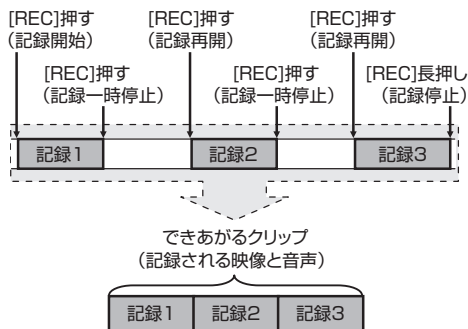 [REC]押す
（記録開始）
[REC]押す
（記録再開）
[REC]押す
（記録再開）
[REC]押す
（記録一時停止）
[REC]押す
（記録一時停止）
[REC]長押し
（記録停止）
記録1
記録2
記録3
できあがるクリップ
（記録される映像と音声）
記録1
記録2
記録3